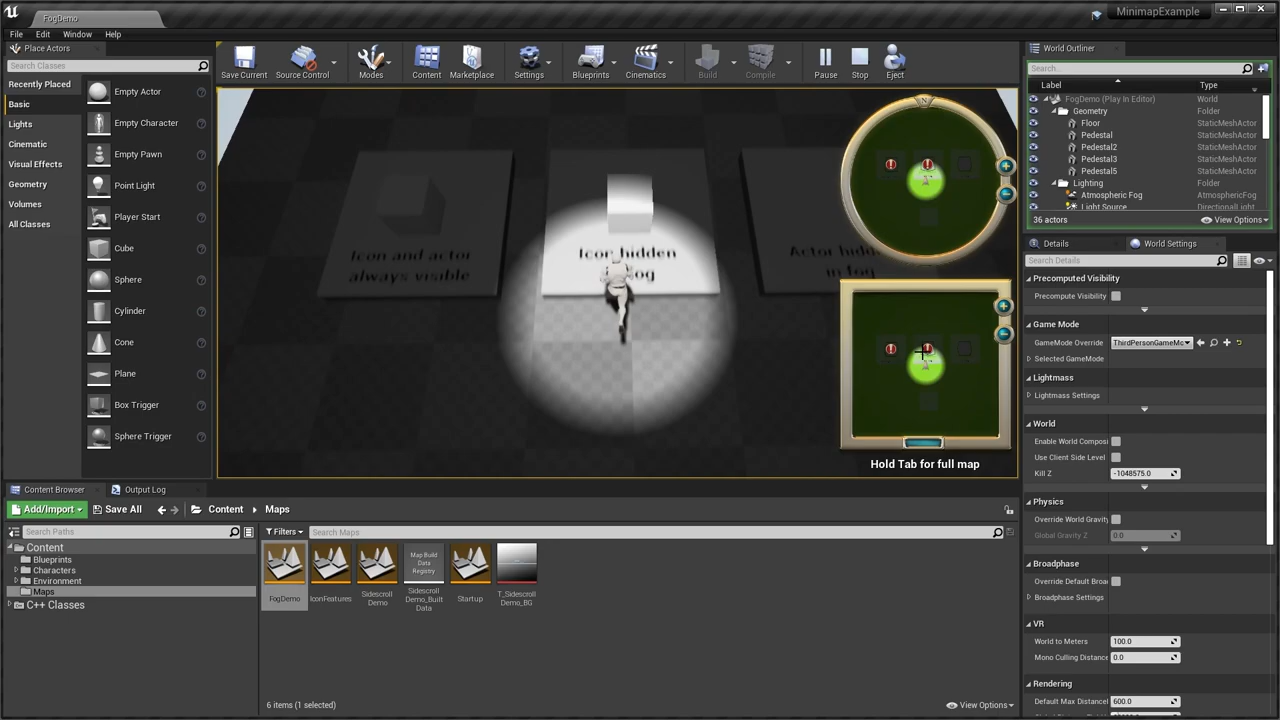 FogDemo
MinimapExample
File Edit Window Help
Place Actors
Search Classes
Recently Placed
Basic
Lights
Cinematic
Visual Effects
Geometry
Volumes
All Classes
Empty Actor
Empty Character
Empty Pawn
Point Light
Player Start
Cube
Sphere
Cylinder
Cone
Plane
Box Trigger
Sphere Trigger
Save Current
Source Control
Modes
Content
Marketplace
Settings
Blueprints
Cinematics
Build
Compile
Pause
Stop
Eject
Icon and actor
always visible
Icon hidden
N
Hold Tab for full map
World Outliner
Search...
Label Type
FogDemo (Play In Editor) World
Geometry Folder
Floor StaticMeshActor
Pedestal StaticMeshActor
Pedestal2 StaticMeshActor
Pedestal3 StaticMeshActor
Pedestal5 StaticMeshActor
Lighting Folder
Atmospheric Fog AtmosphericFog
Light Source DirectionalLight
36 actors
View Options
Details
World Settings
Search Details
Precomputed Visibility
Precompute Visibility
Game Mode
GameMode Override ThirdPersonGameMc
Selected GameMode
Lightmass
Lightmass Settings
World
Enable World Composi
Use Client Side Level
Kill Z -1048575.0
Physics
Override World Gravity
Global Gravity Z 0.0
Broadphase
Override Default Broa
Broadphase Settings
VR
World to Meters 100.0
Mono Culling Distance 0.0
Rendering
Default Max Distance 600.0
Content Browser
Output Log
Add/Import
Save All
Content
Maps
Search Paths
Content
Blueprints
Characters
Environment
Maps
C++ Classes
Filters
Search Maps
Map Build
Data
Registry
FogDemo
IconFeatures
Sidescroll
Demo
Sidescroll
Demo_Built
Data
Startup
T_Sidescroll
Demo_BG
6 items (1 selected)
View Options